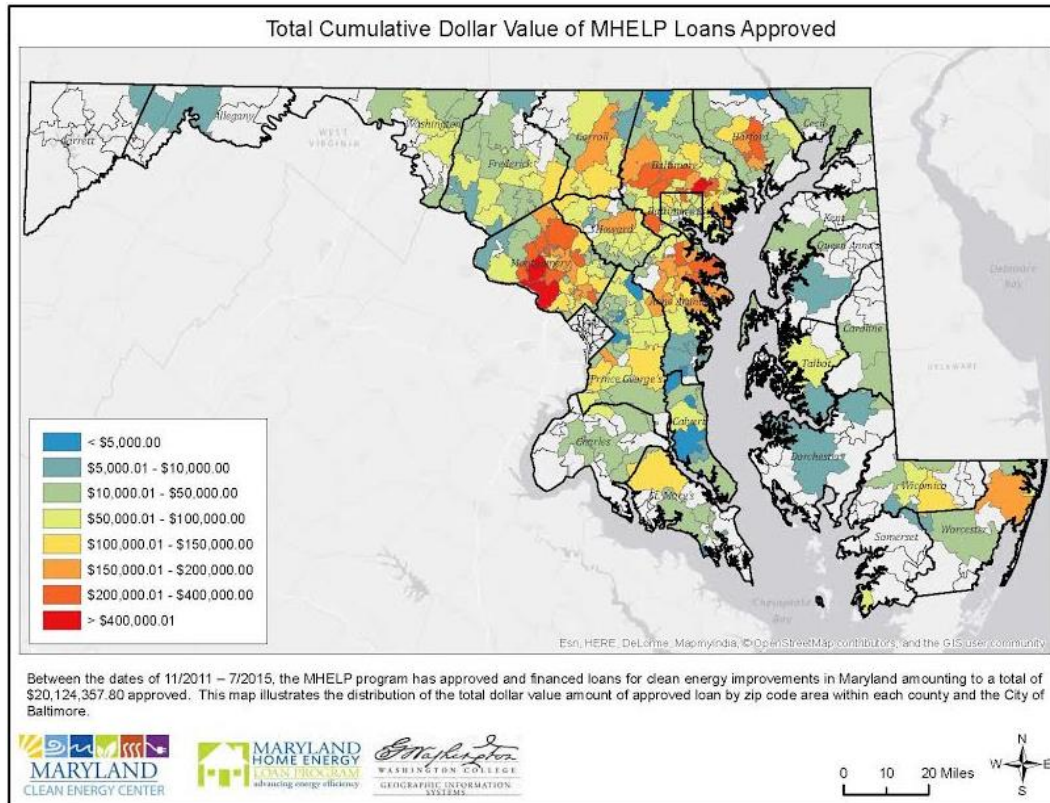 Total Cumulative Dollar Value of MHELP Loans Approved
Garrett
Allegany
WEST
VIRGINIA
Washington
Frederick
Carroll
Baltimore
Harford
Cecil
Howard
Montgomery
Anne Arundel
Prince George's
Kent
Queen Anne's
Caroline
Talbot
Delaware
Bay
DELAWARE
Calvert
Charles
St. Mary's
Dorchester
Wicomico
Worcester
Somerset
Chesapeake
Bay
< $5,000.00
$5,000.01 - $10,000.00
$10,000.01 - $50,000.00
$50,000.01 - $100,000.00
$100,000.01 - $150,000.00
$150,000.01 - $200,000.00
$200,000.01 - $400,000.00
> $400,000.01
Esri, HERE, DeLorme, MapmyIndia, © OpenStreetMap contributors, and the GIS user community
Between the dates of 11/2011 – 7/2015, the MHELP program has approved and financed loans for clean energy improvements in Maryland amounting to a total of
$20,124,357.80 approved. This map illustrates the distribution of the total dollar value amount of approved loan by zip code area within each county and the City of
Baltimore.
MARYLAND
CLEAN ENERGY CENTER
MARYLAND
HOME ENERGY
LOAN PROGRAM
advancing energy efficiency
GWashington
WASHINGTON COLLEGE
GEOGRAPHIC INFORMATION
SYSTEMS
0 10 20 Miles
N
W E
S